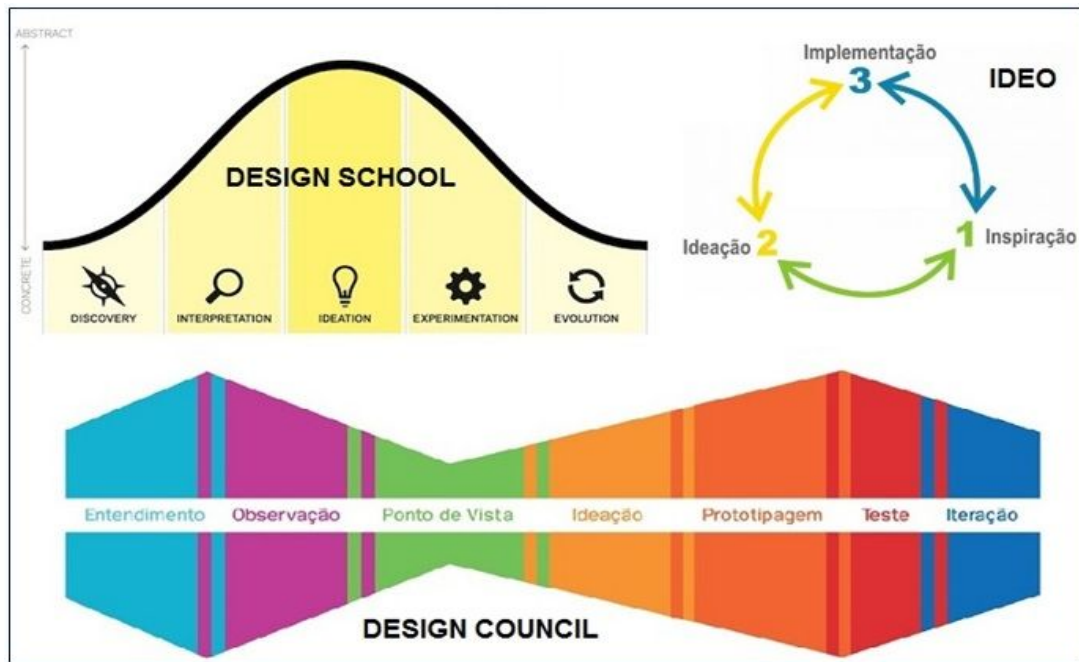 ABSTRACT
CONCRETE
DESIGN SCHOOL
DISCOVERY
INTERPRETATION
IDEATION
EXPERIMENTATION
EVOLUTION
IDEO
Implementação
3
Ideação 2
1 Inspiração
Entendimento Observação Ponto de Vista Ideação Prototipagem Teste Iteração
DESIGN COUNCIL